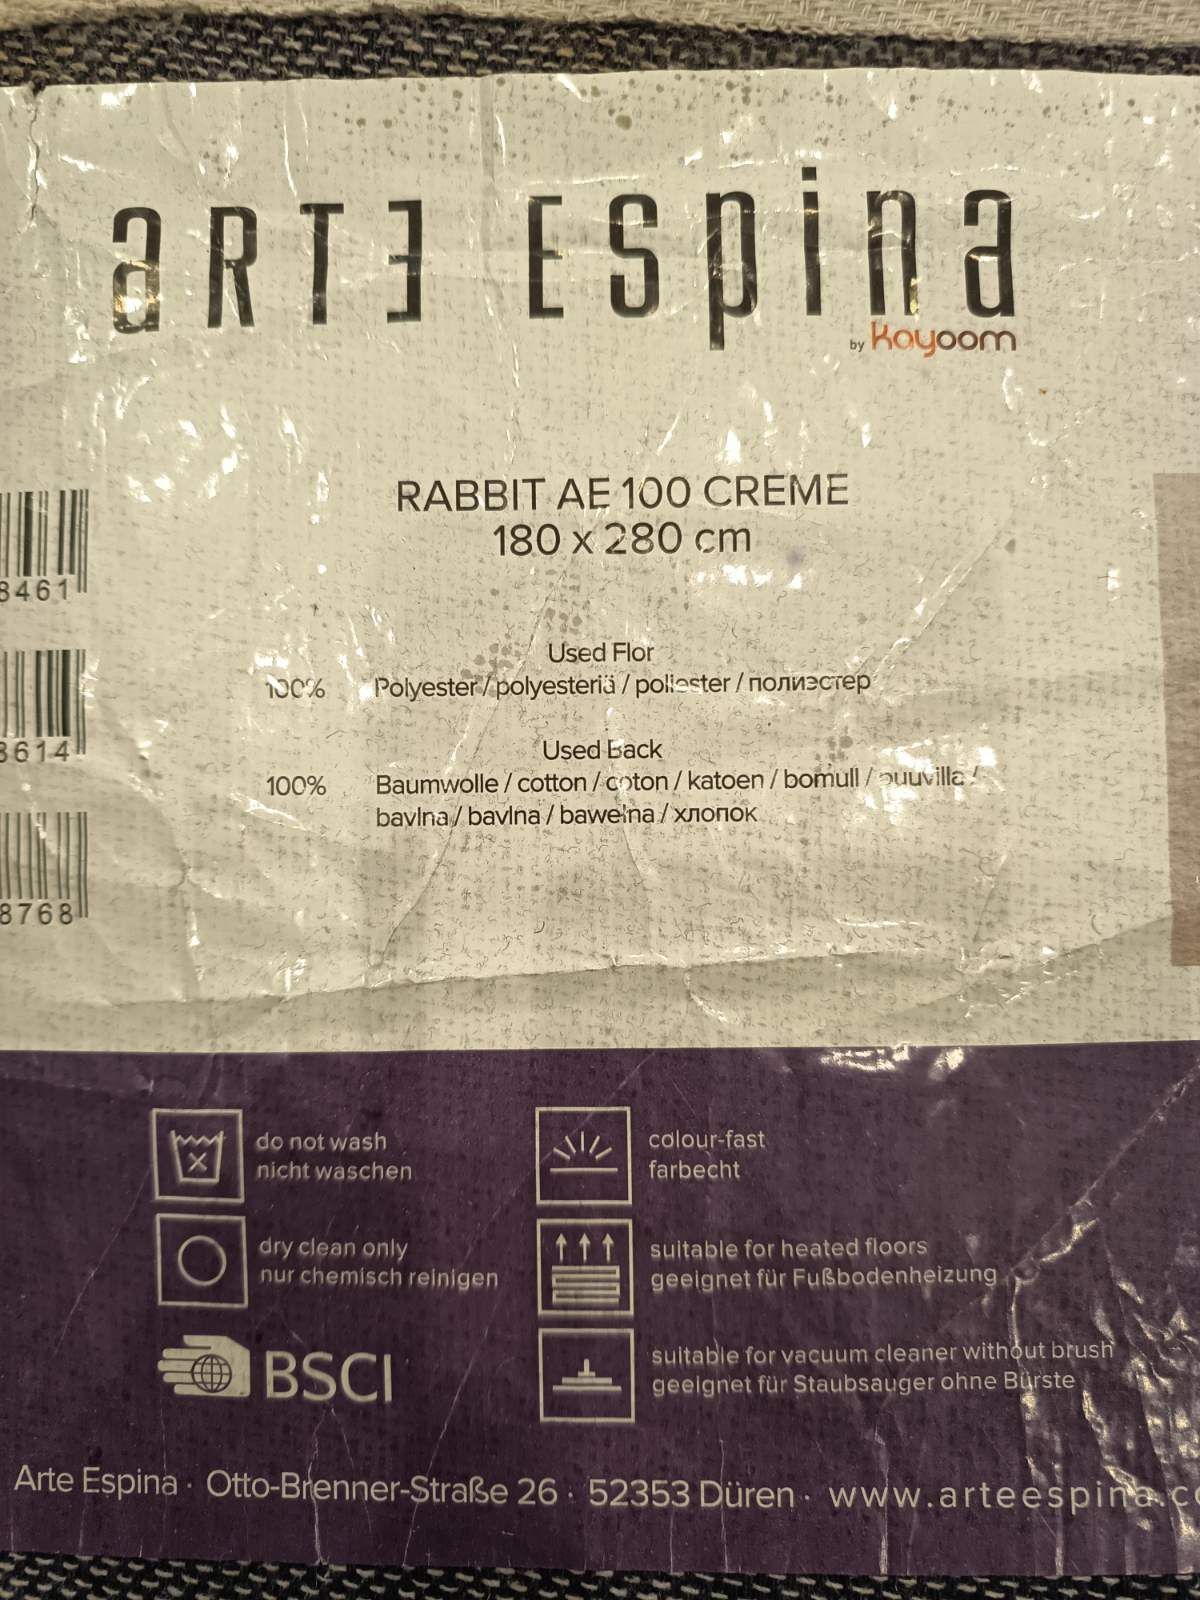 aRTE Espina
by Kayoom
RABBIT AE 100 CREME
180 x 280 cm
8461
8614
8768
Used Flor
100% Polyester / polyesteriä / poliester / полиэстер
Used Back
100% Baumwolle / cotton / coton / katoen / bomull / puuvilla /
bavlna / bavlna / bawełna / хлопок
do not wash
nicht waschen
dry clean only
nur chemisch reinigen
BSCI
colour-fast
farbecht
suitable for heated floors
geeignet für Fußbodenheizung
suitable for vacuum cleaner without brush
geeignet für Staubsauger ohne Bürste
Arte Espina · Otto-Brenner-Straße 26 · 52353 Düren · www.arteespina.co